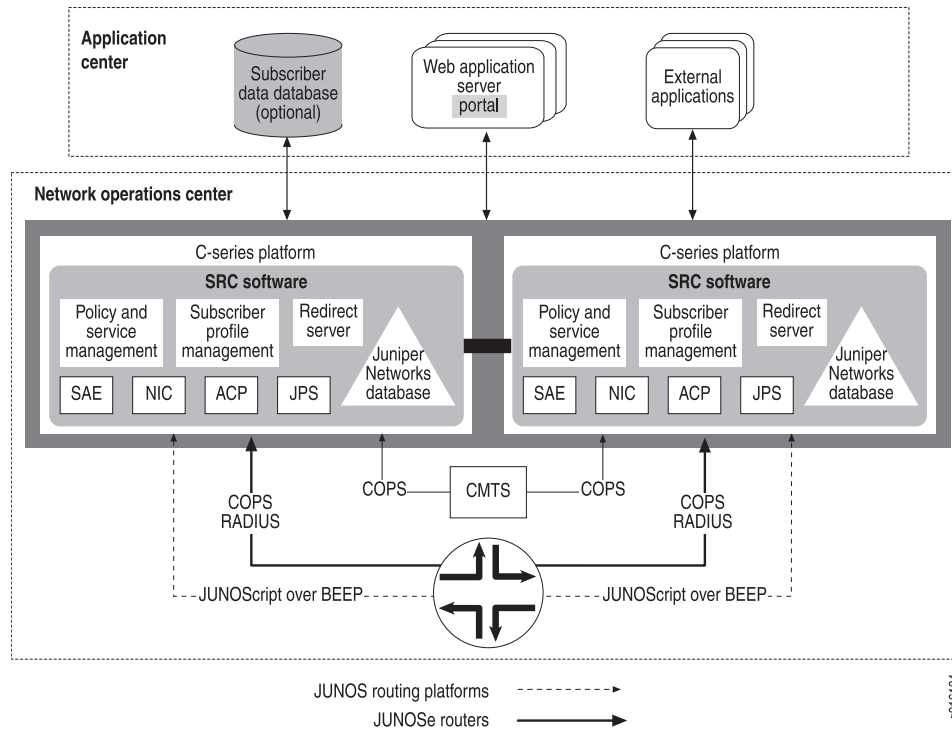 Application
center
Subscriber
data database
(optional)
Web application
server
portal
External
applications
Network operations center
C-series platform
SRC software
Policy and
service
management
Subscriber
profile
management
Redirect
server
Juniper
Networks
database
SAE
NIC
ACP
JPS
C-series platform
SRC software
Policy and
service
management
Subscriber
profile
management
Redirect
server
Juniper
Networks
database
SAE
NIC
ACP
JPS
COPS
CMTS
COPS
COPS
RADIUS
COPS
RADIUS
JUNOScript over BEEP
JUNOScript over BEEP
JUNOS routing platforms
JUNOSe routers